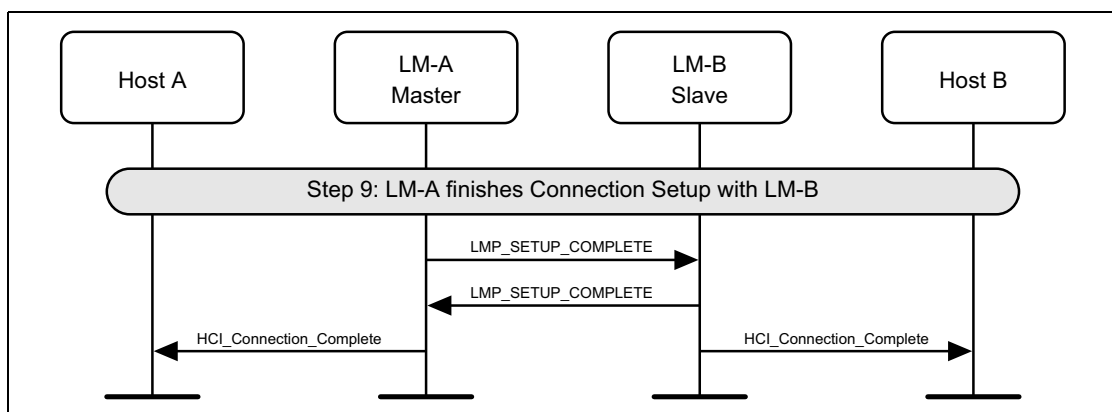 Host A
LM-A
Master
LM-B
Slave
Host B
Step 9: LM-A finishes Connection Setup with LM-B
LMP_SETUP_COMPLETE
LMP_SETUP_COMPLETE
HCI_Connection_Complete
HCI_Connection_Complete